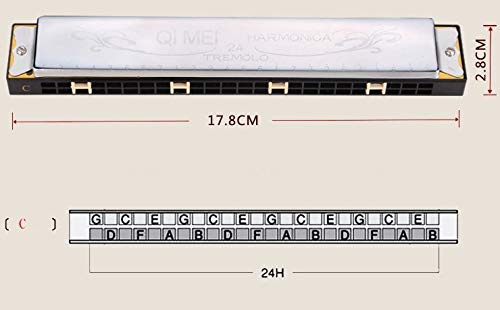 QI MEI HARMONICA
24
TREMOLO
C
2.8CM
17.8CM
( C )
G C E G C E G C E G C E
D F A B D F A B D F A B
24H